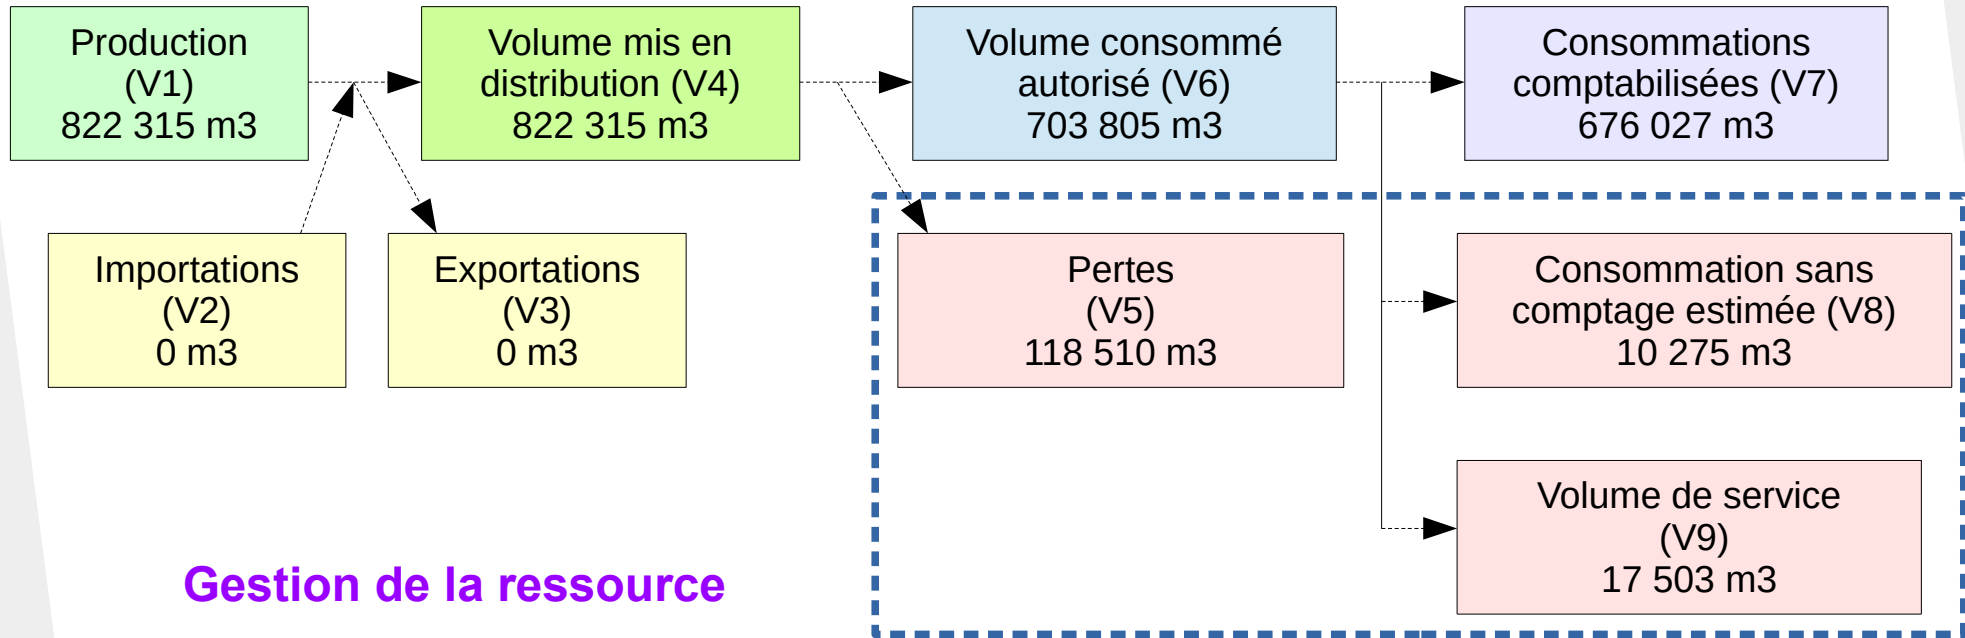 Production
(V1)
822 315 m3
Volume mis en
distribution (V4)
822 315 m3
Volume consommé
autorisé (V6)
703 805 m3
Consommations
comptabilisées (V7)
676 027 m3
Importations
(V2)
0 m3
Exportations
(V3)
0 m3
Pertes
(V5)
118 510 m3
Consommation sans
comptage estimée (V8)
10 275 m3
Volume de service
(V9)
17 503 m3
Gestion de la ressource